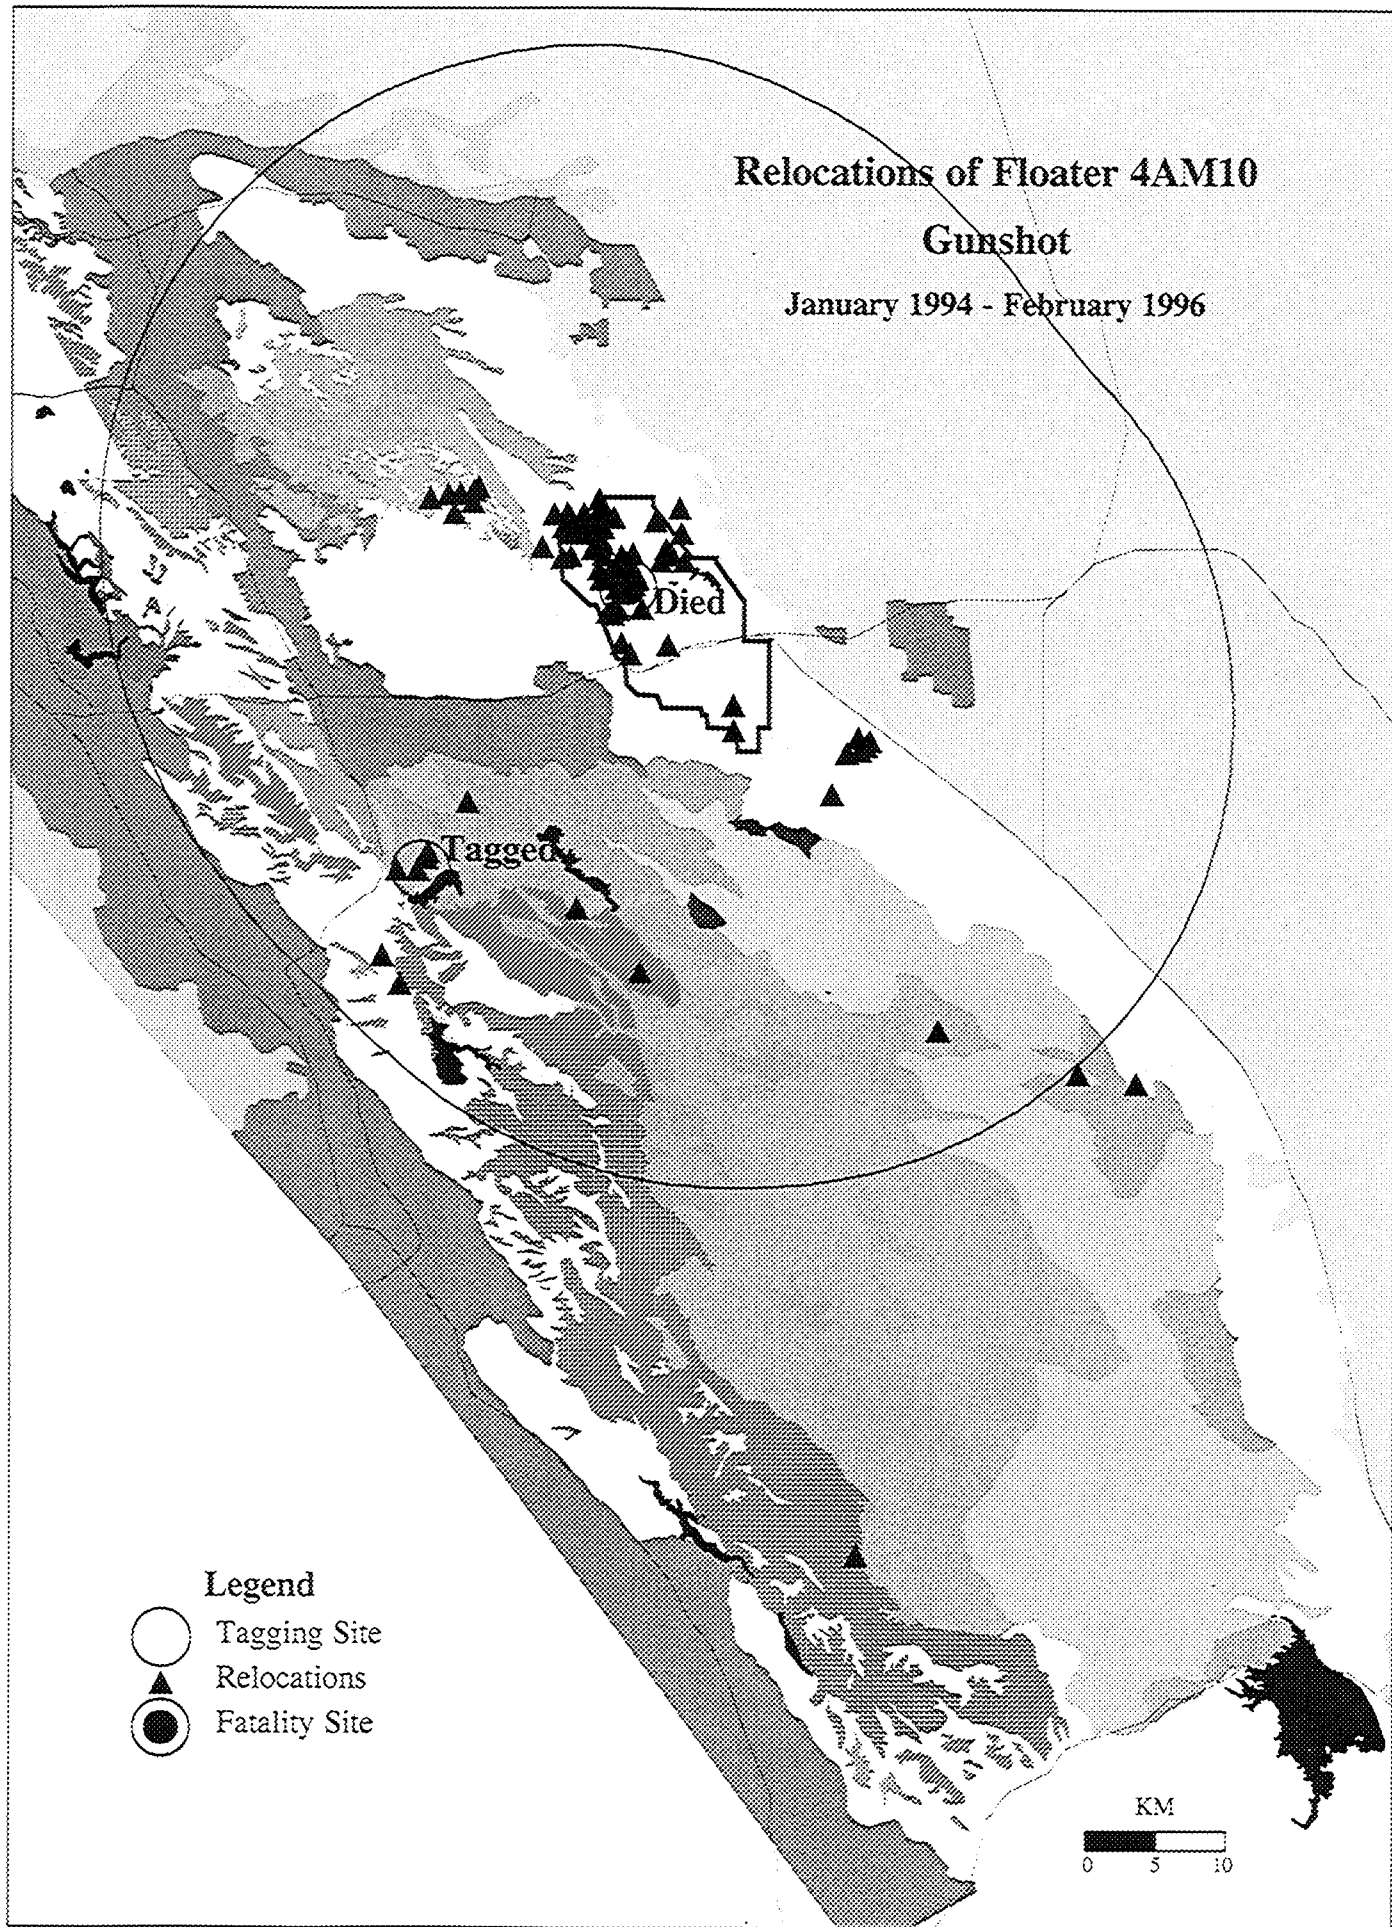 Relocations of Floater 4AM10
Gunshot
January 1994 - February 1996
Died
Tagged
Legend
Tagging Site
Relocations
Fatality Site
KM
0 5 10